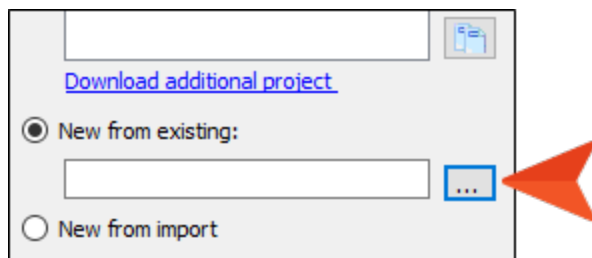 Download additional project
New from existing:
...
New from import